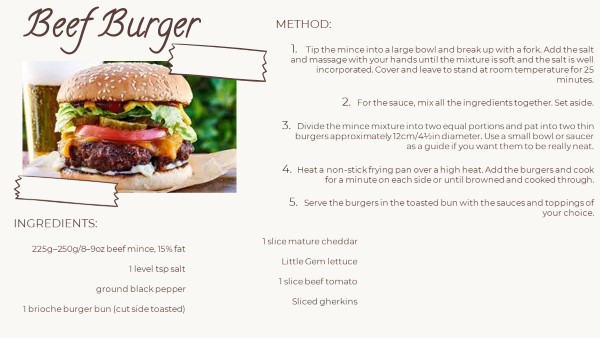 Beef Burger
INGREDIENTS:
225g–250g/8–9oz beef mince, 15% fat
1 level tsp salt
ground black pepper
1 brioche burger bun (cut side toasted)
1 slice mature cheddar
Little Gem lettuce
1 slice beef tomato
Sliced gherkins
METHOD:
1. Tip the mince into a large bowl and break up with a fork. Add the salt
and massage with your hands until the mixture is soft and the salt is well
incorporated. Cover and leave to stand at room temperature for 25
minutes.
2. For the sauce, mix all the ingredients together. Set aside.
3. Divide the mince mixture into two equal portions and pat into two thin
burgers approximately 12cm/4½in diameter. Use a small bowl or saucer
as a guide if you want them to be really neat.
4. Heat a non-stick frying pan over a high heat. Add the burgers and cook
for a minute on each side or until browned and cooked through.
5. Serve the burgers in the toasted bun with the sauces and toppings of
your choice.